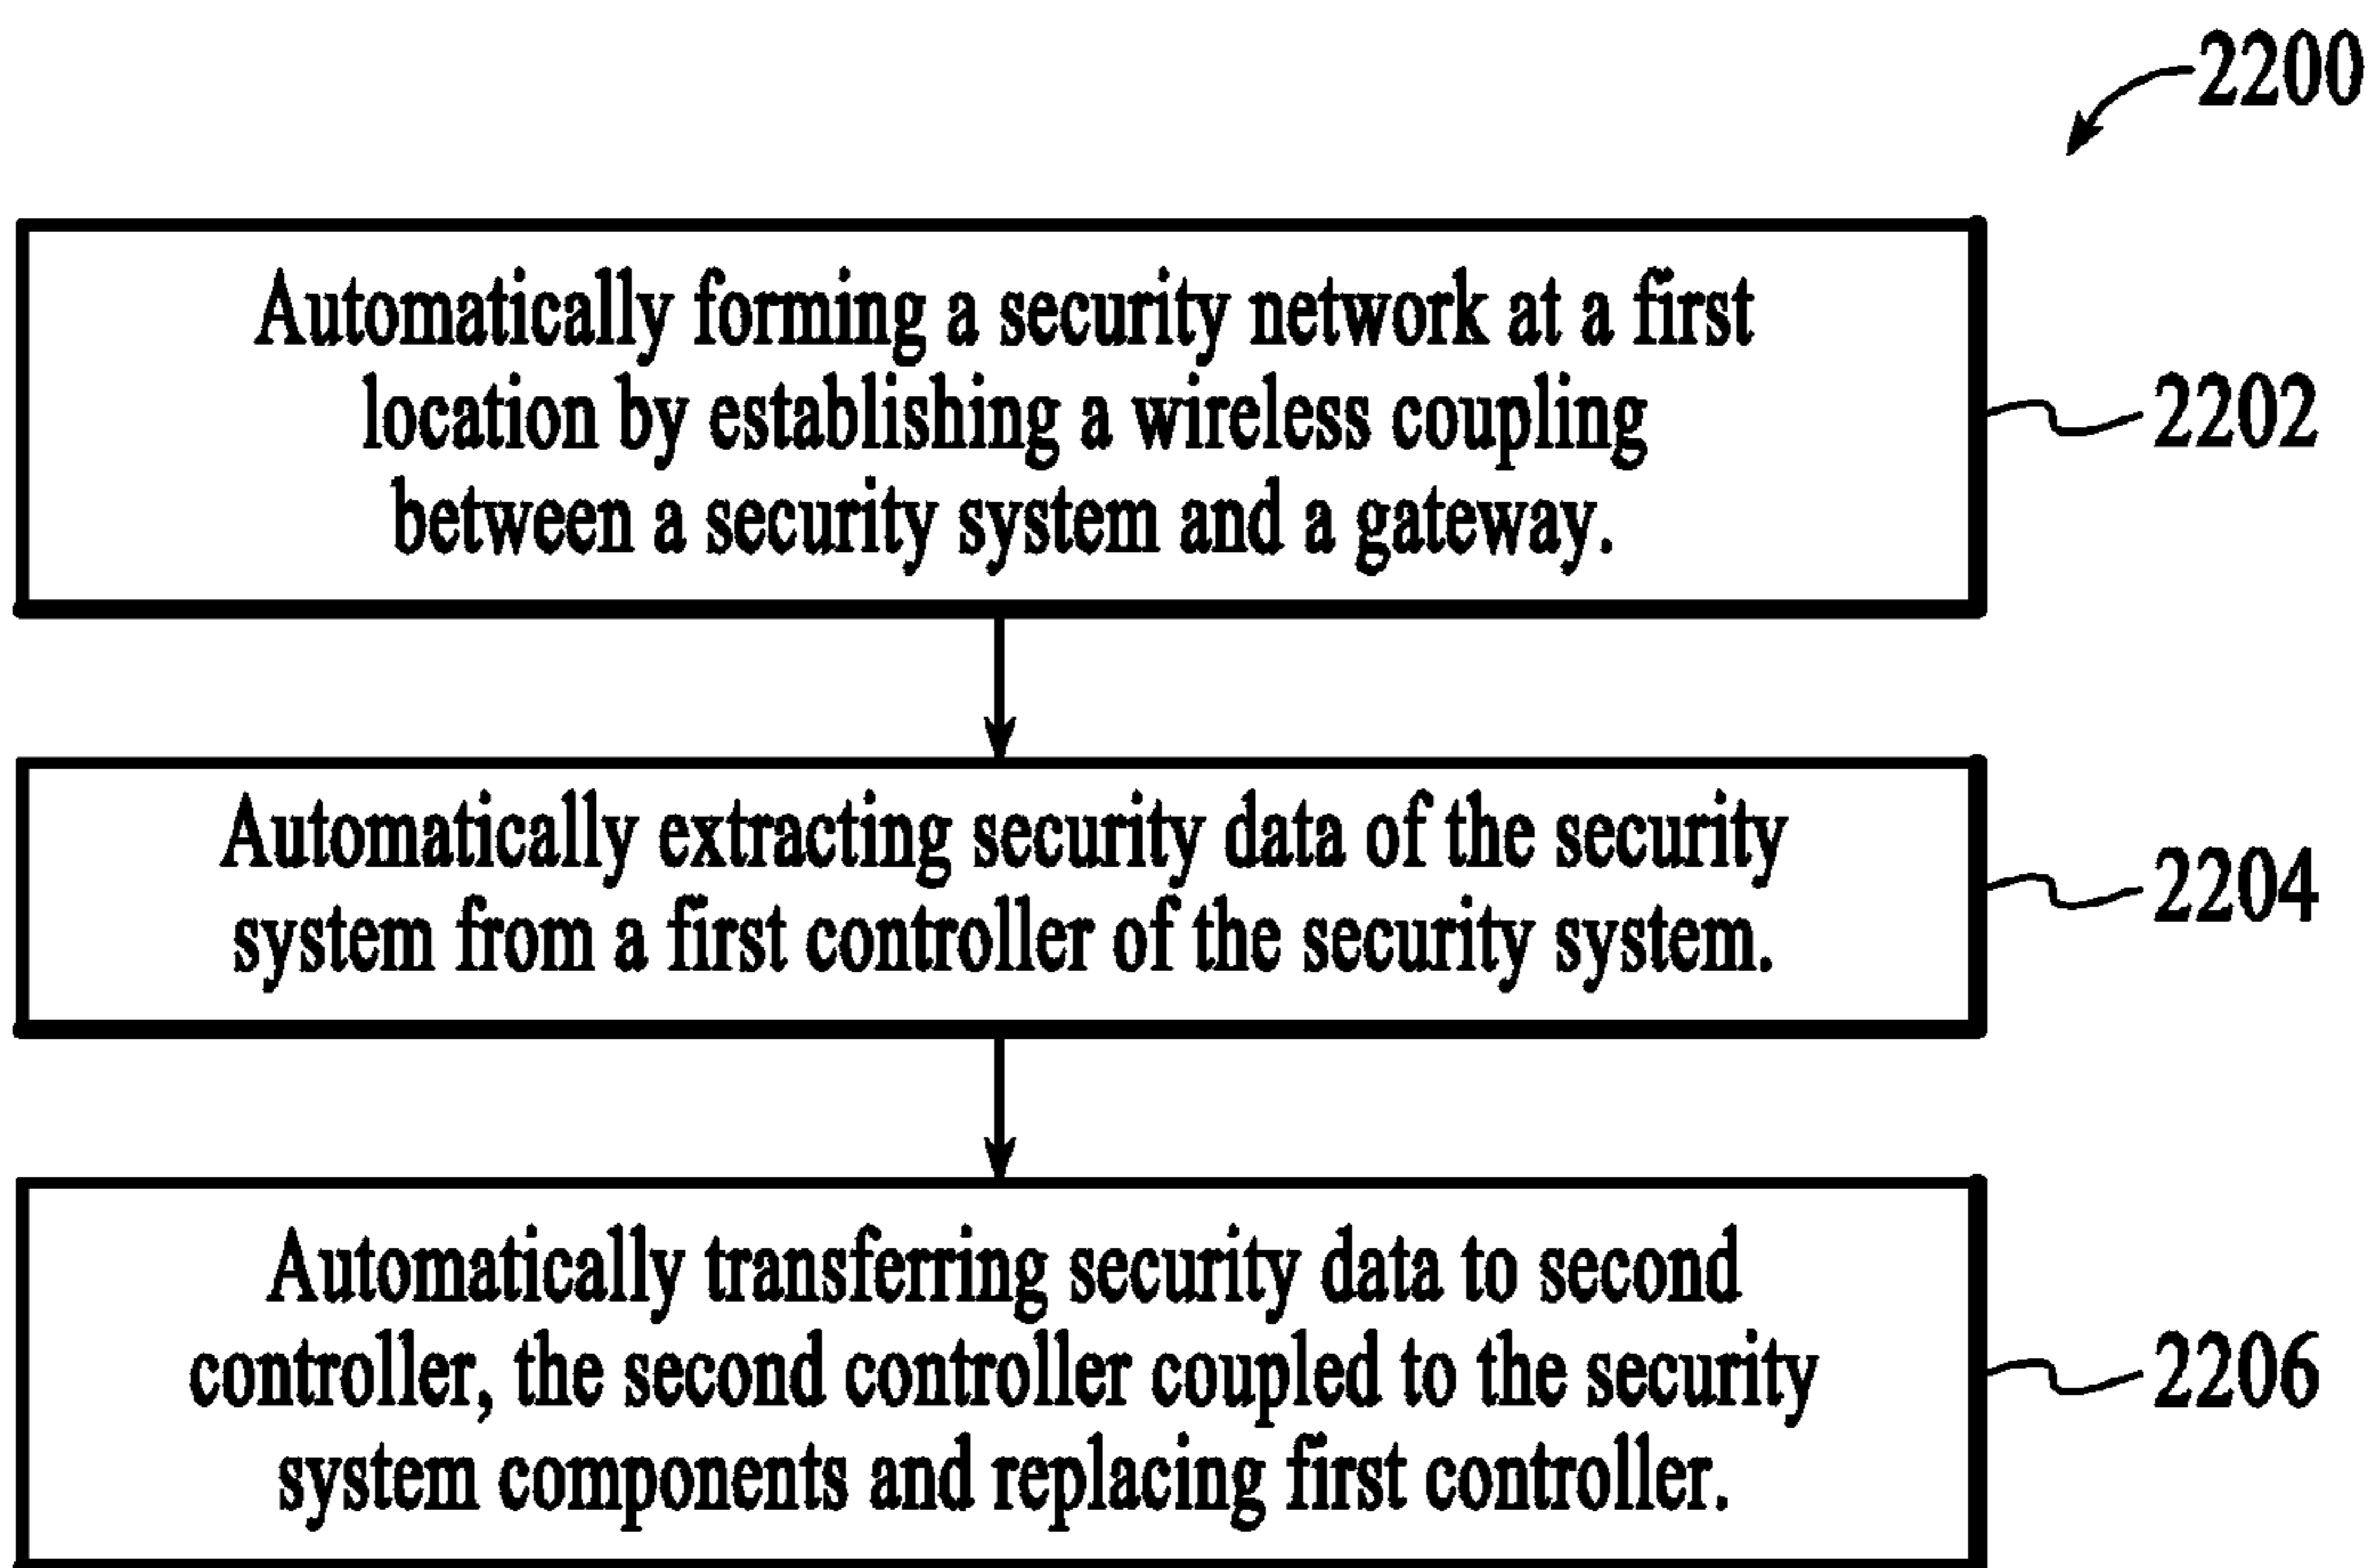 2200
Automatically forming a security network at a first
location by establishing a wireless coupling
between a security system and a gateway.
2202
Automatically extracting security data of the security
system from a first controller of the security system.
2204
Automatically transferring security data to second
controller, the second controller coupled to the security
system components and replacing first controller.
2206